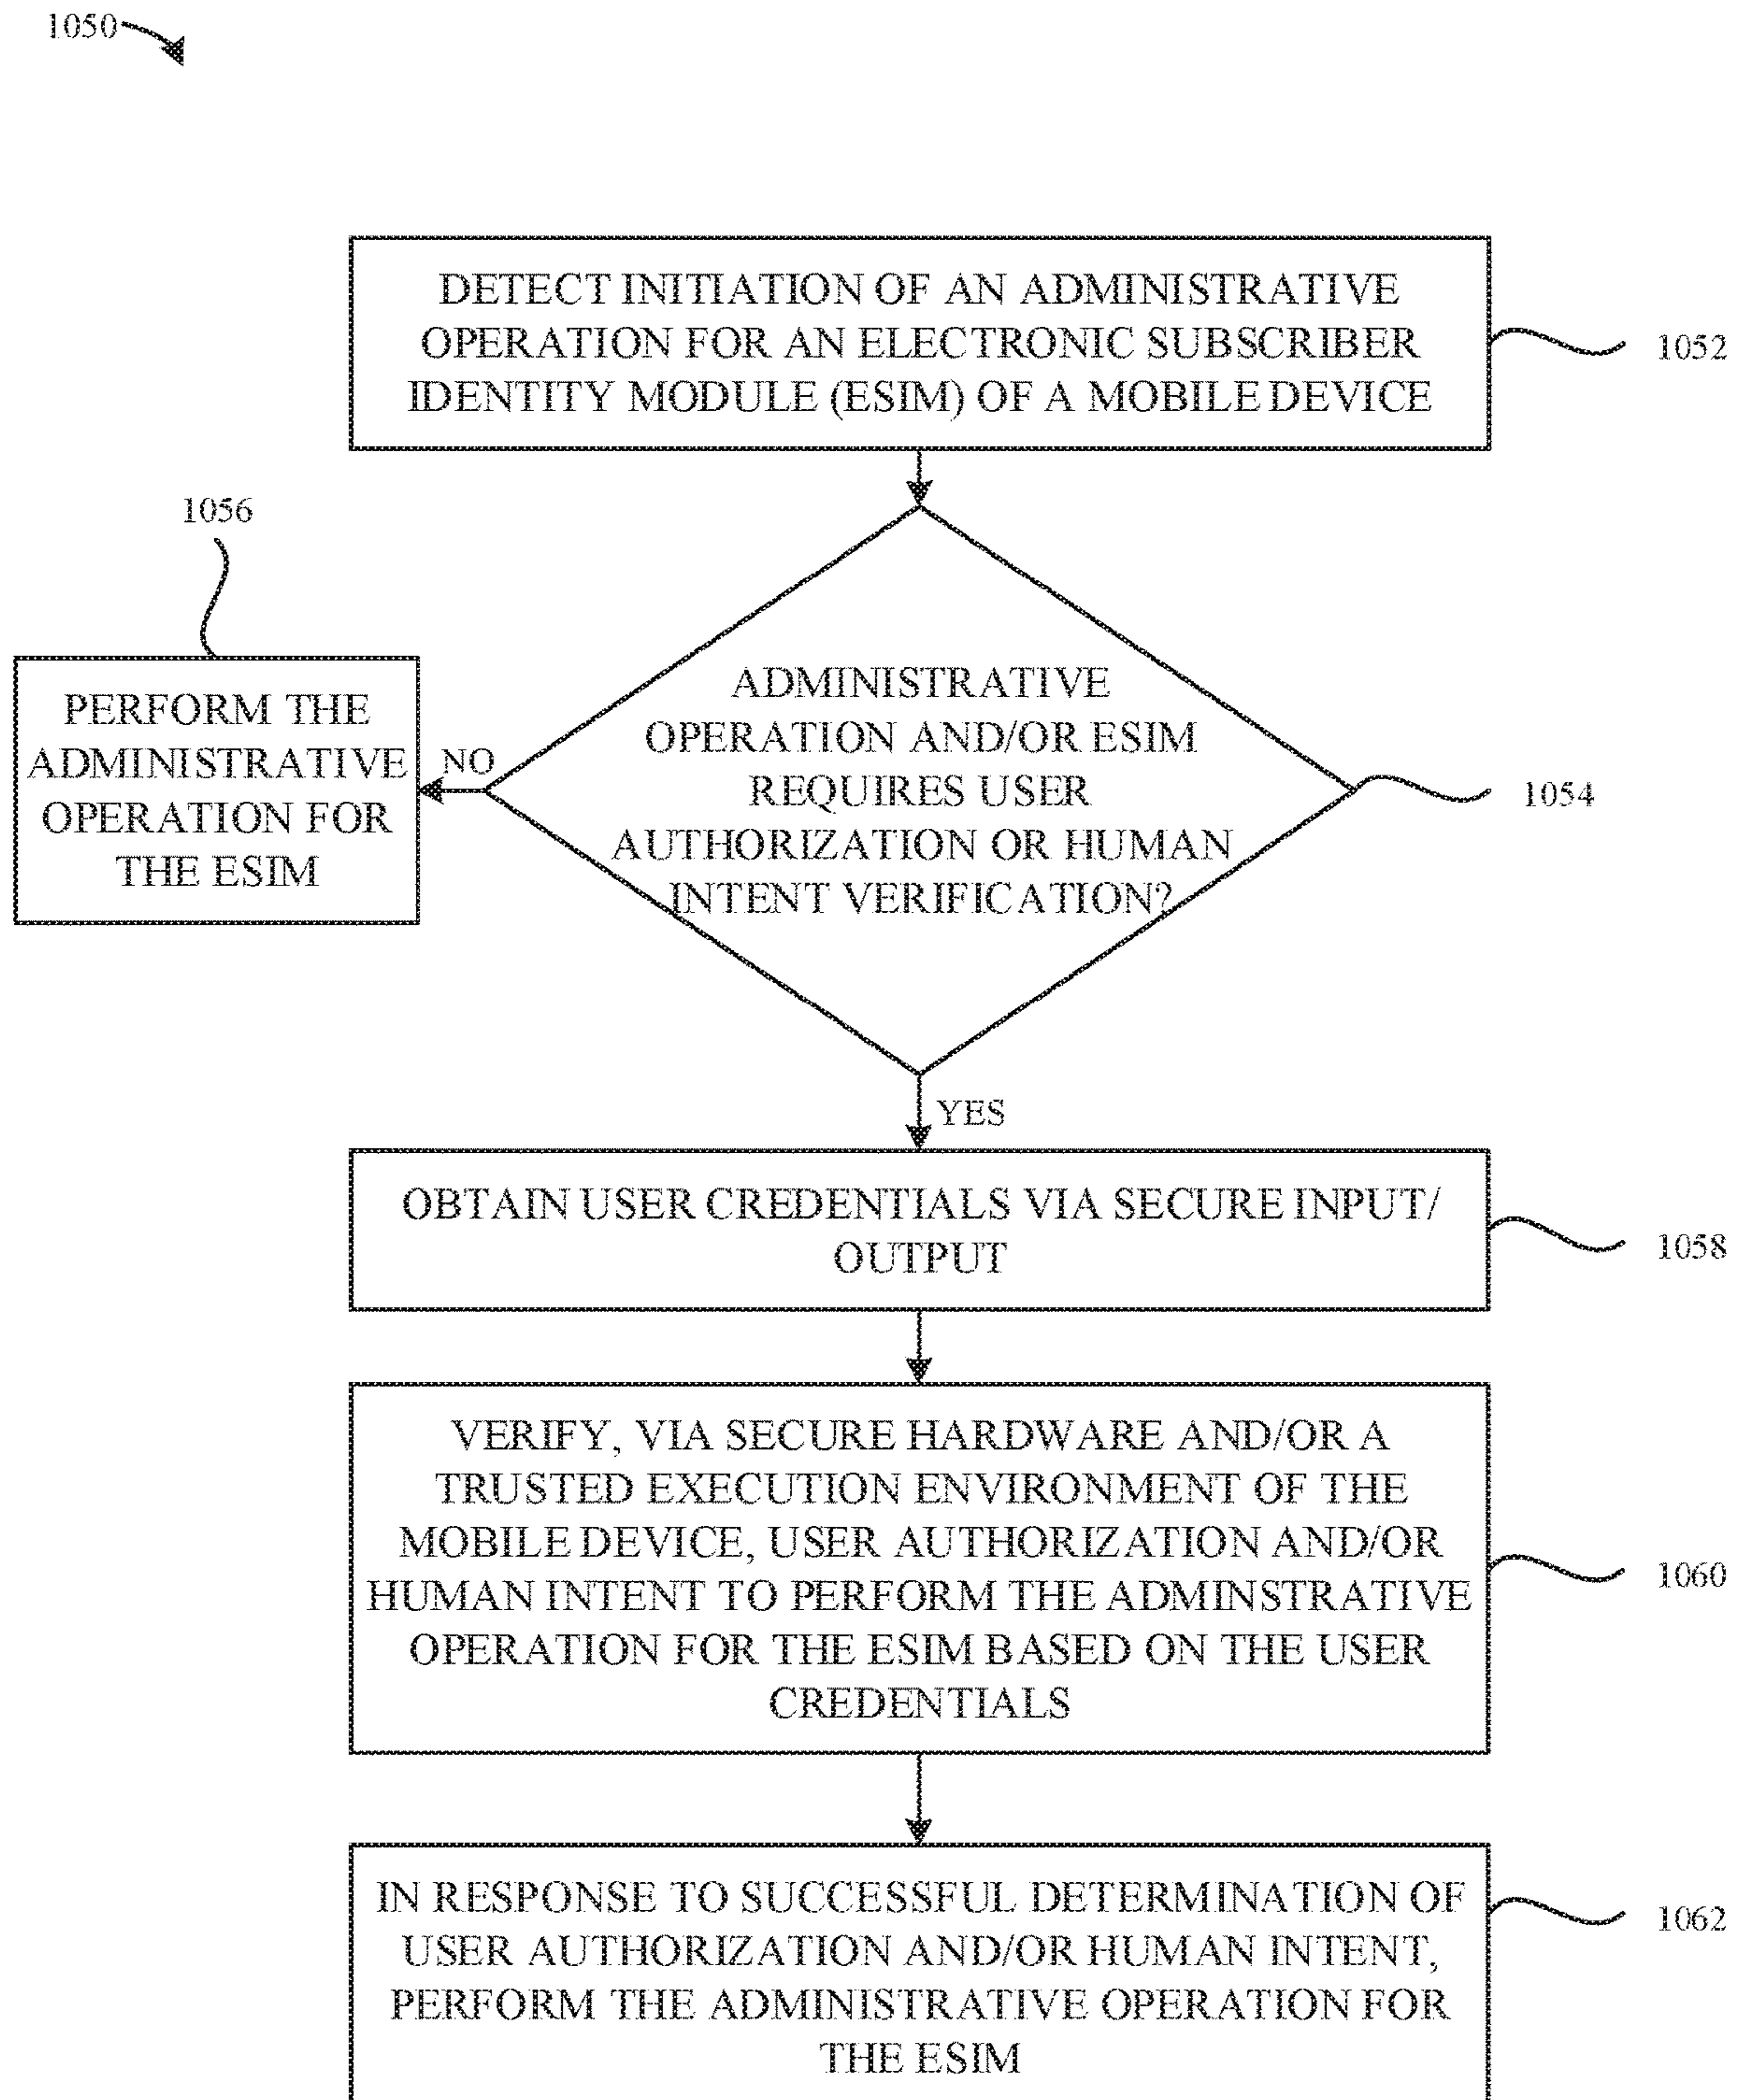 1050
DETECT INITIATION OF AN ADMINISTRATIVE
OPERATION FOR AN ELECTRONIC SUBSCRIBER
IDENTITY MODULE (ESIM) OF A MOBILE DEVICE
1052
1056
PERFORM THE
ADMINISTRATIVE
OPERATION FOR
THE ESIM
NO
ADMINISTRATIVE
OPERATION AND/OR ESIM
REQUIRES USER
AUTHORIZATION OR HUMAN
INTENT VERIFICATION?
1054
YES
OBTAIN USER CREDENTIALS VIA SECURE INPUT/
OUTPUT
1058
VERIFY, VIA SECURE HARDWARE AND/OR A
TRUSTED EXECUTION ENVIRONMENT OF THE
MOBILE DEVICE, USER AUTHORIZATION AND/OR
HUMAN INTENT TO PERFORM THE ADMINSTRATIVE
OPERATION FOR THE ESIM BASED ON THE USER
CREDENTIALS
1060
IN RESPONSE TO SUCCESSFUL DETERMINATION OF
USER AUTHORIZATION AND/OR HUMAN INTENT,
PERFORM THE ADMINISTRATIVE OPERATION FOR
THE ESIM
1062